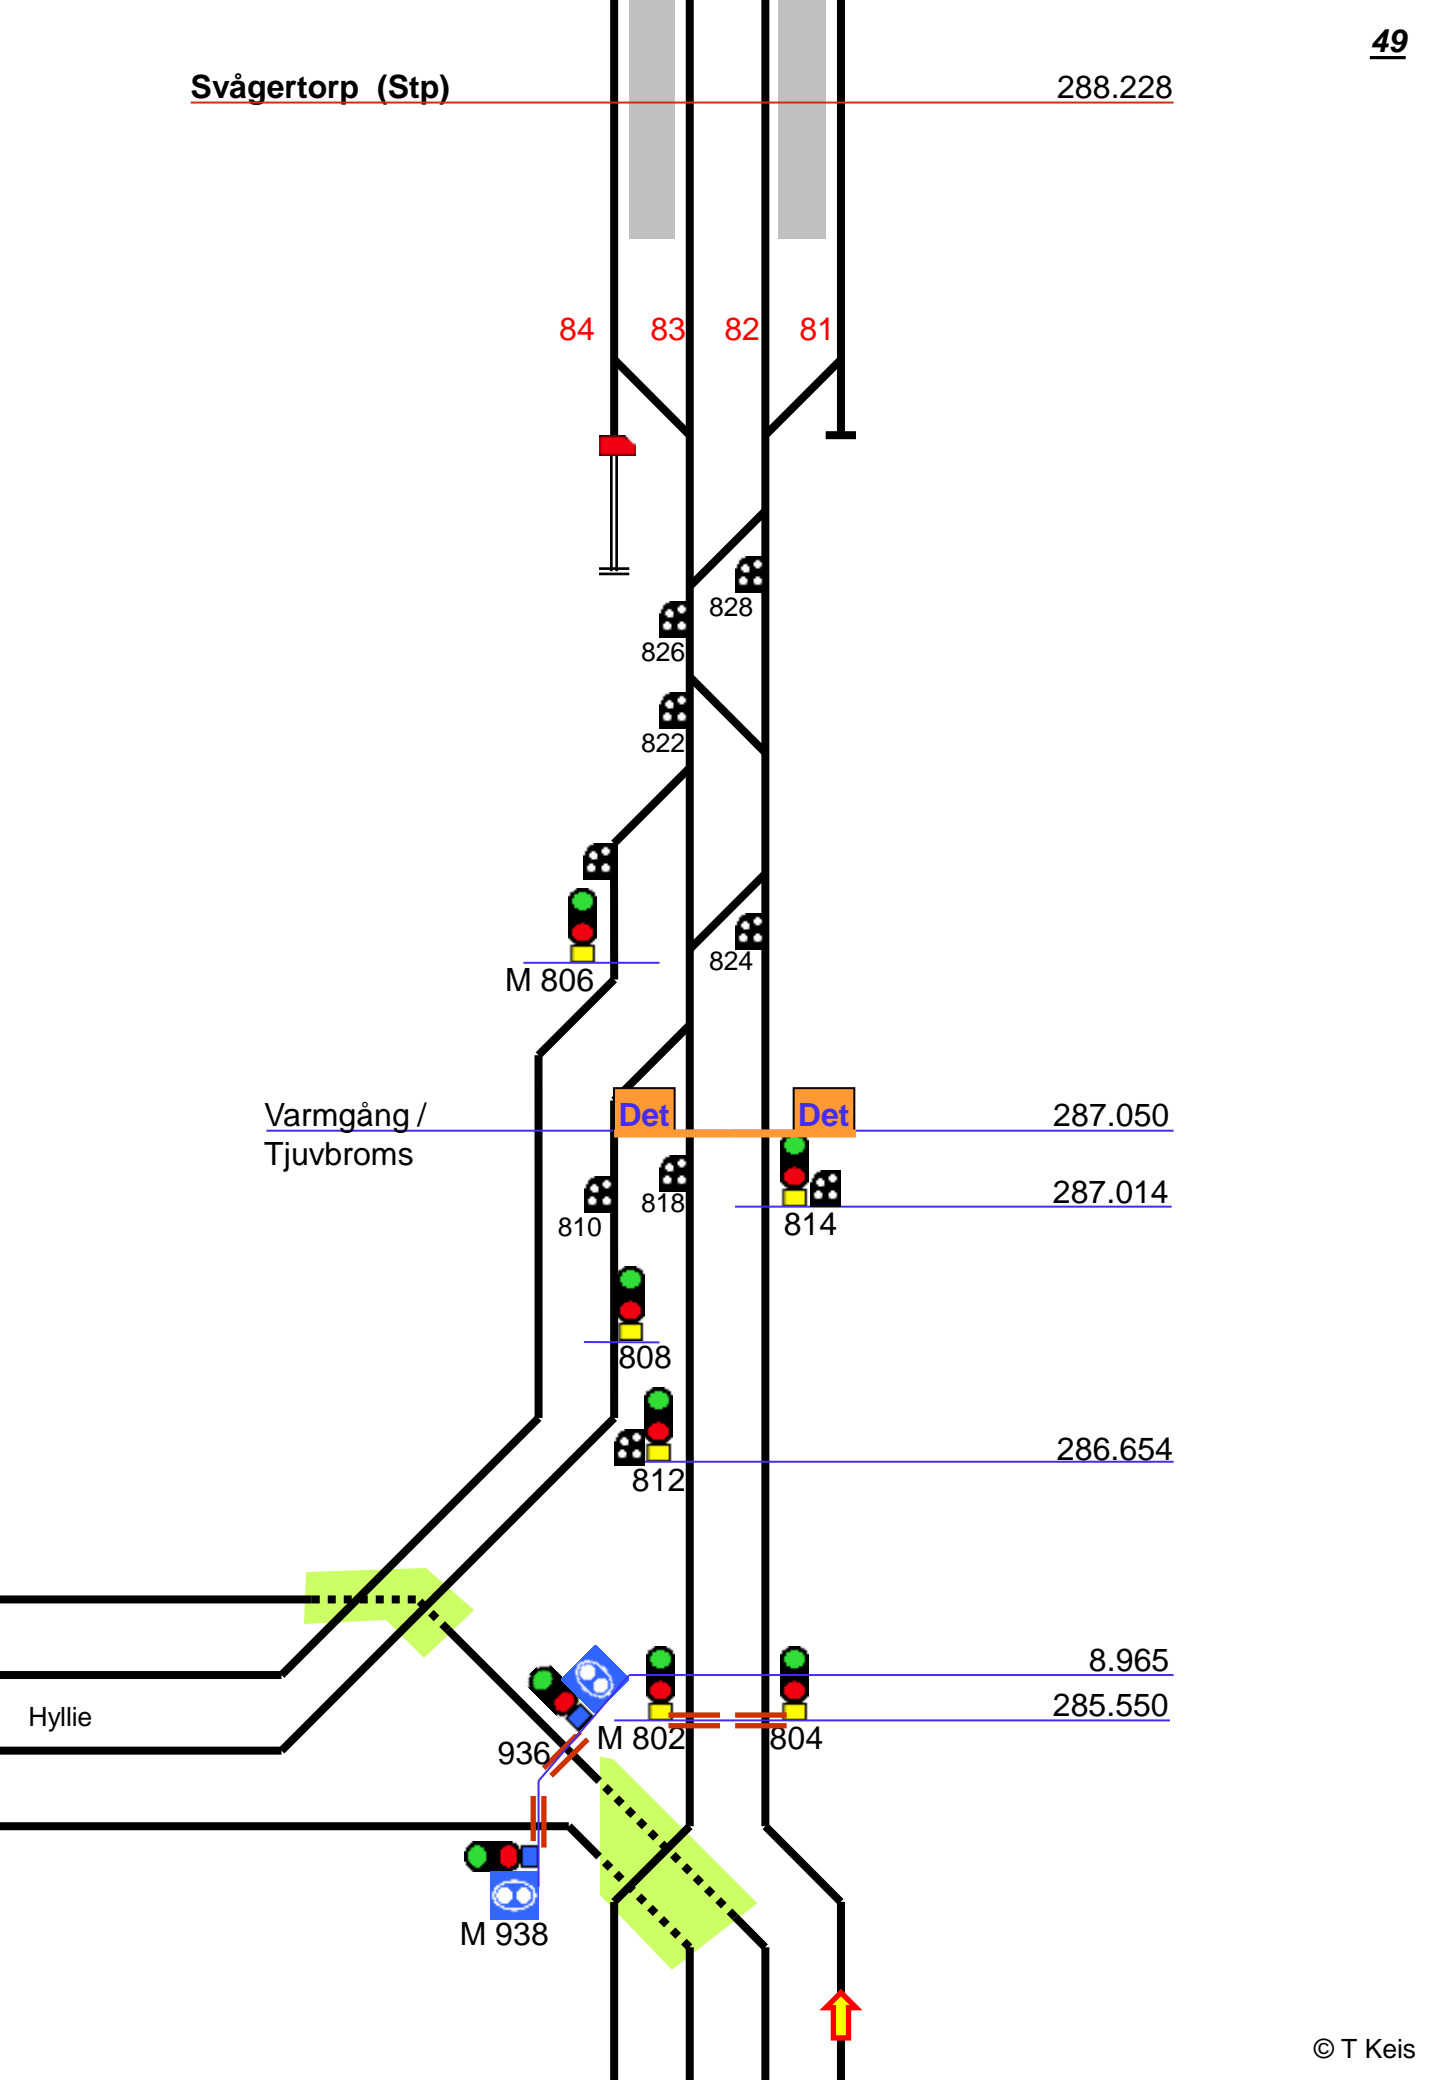 49
Svågertorp (Stp) 288.228
84 83 82 81
828
826
822
824
M 806
Varmgång / Det Det 287.050
Tjuvbroms
818 287.014
810 814
808
286.654
812
8.965
Hyllie 285.550
936 M 802 804
M 938
© T Keis